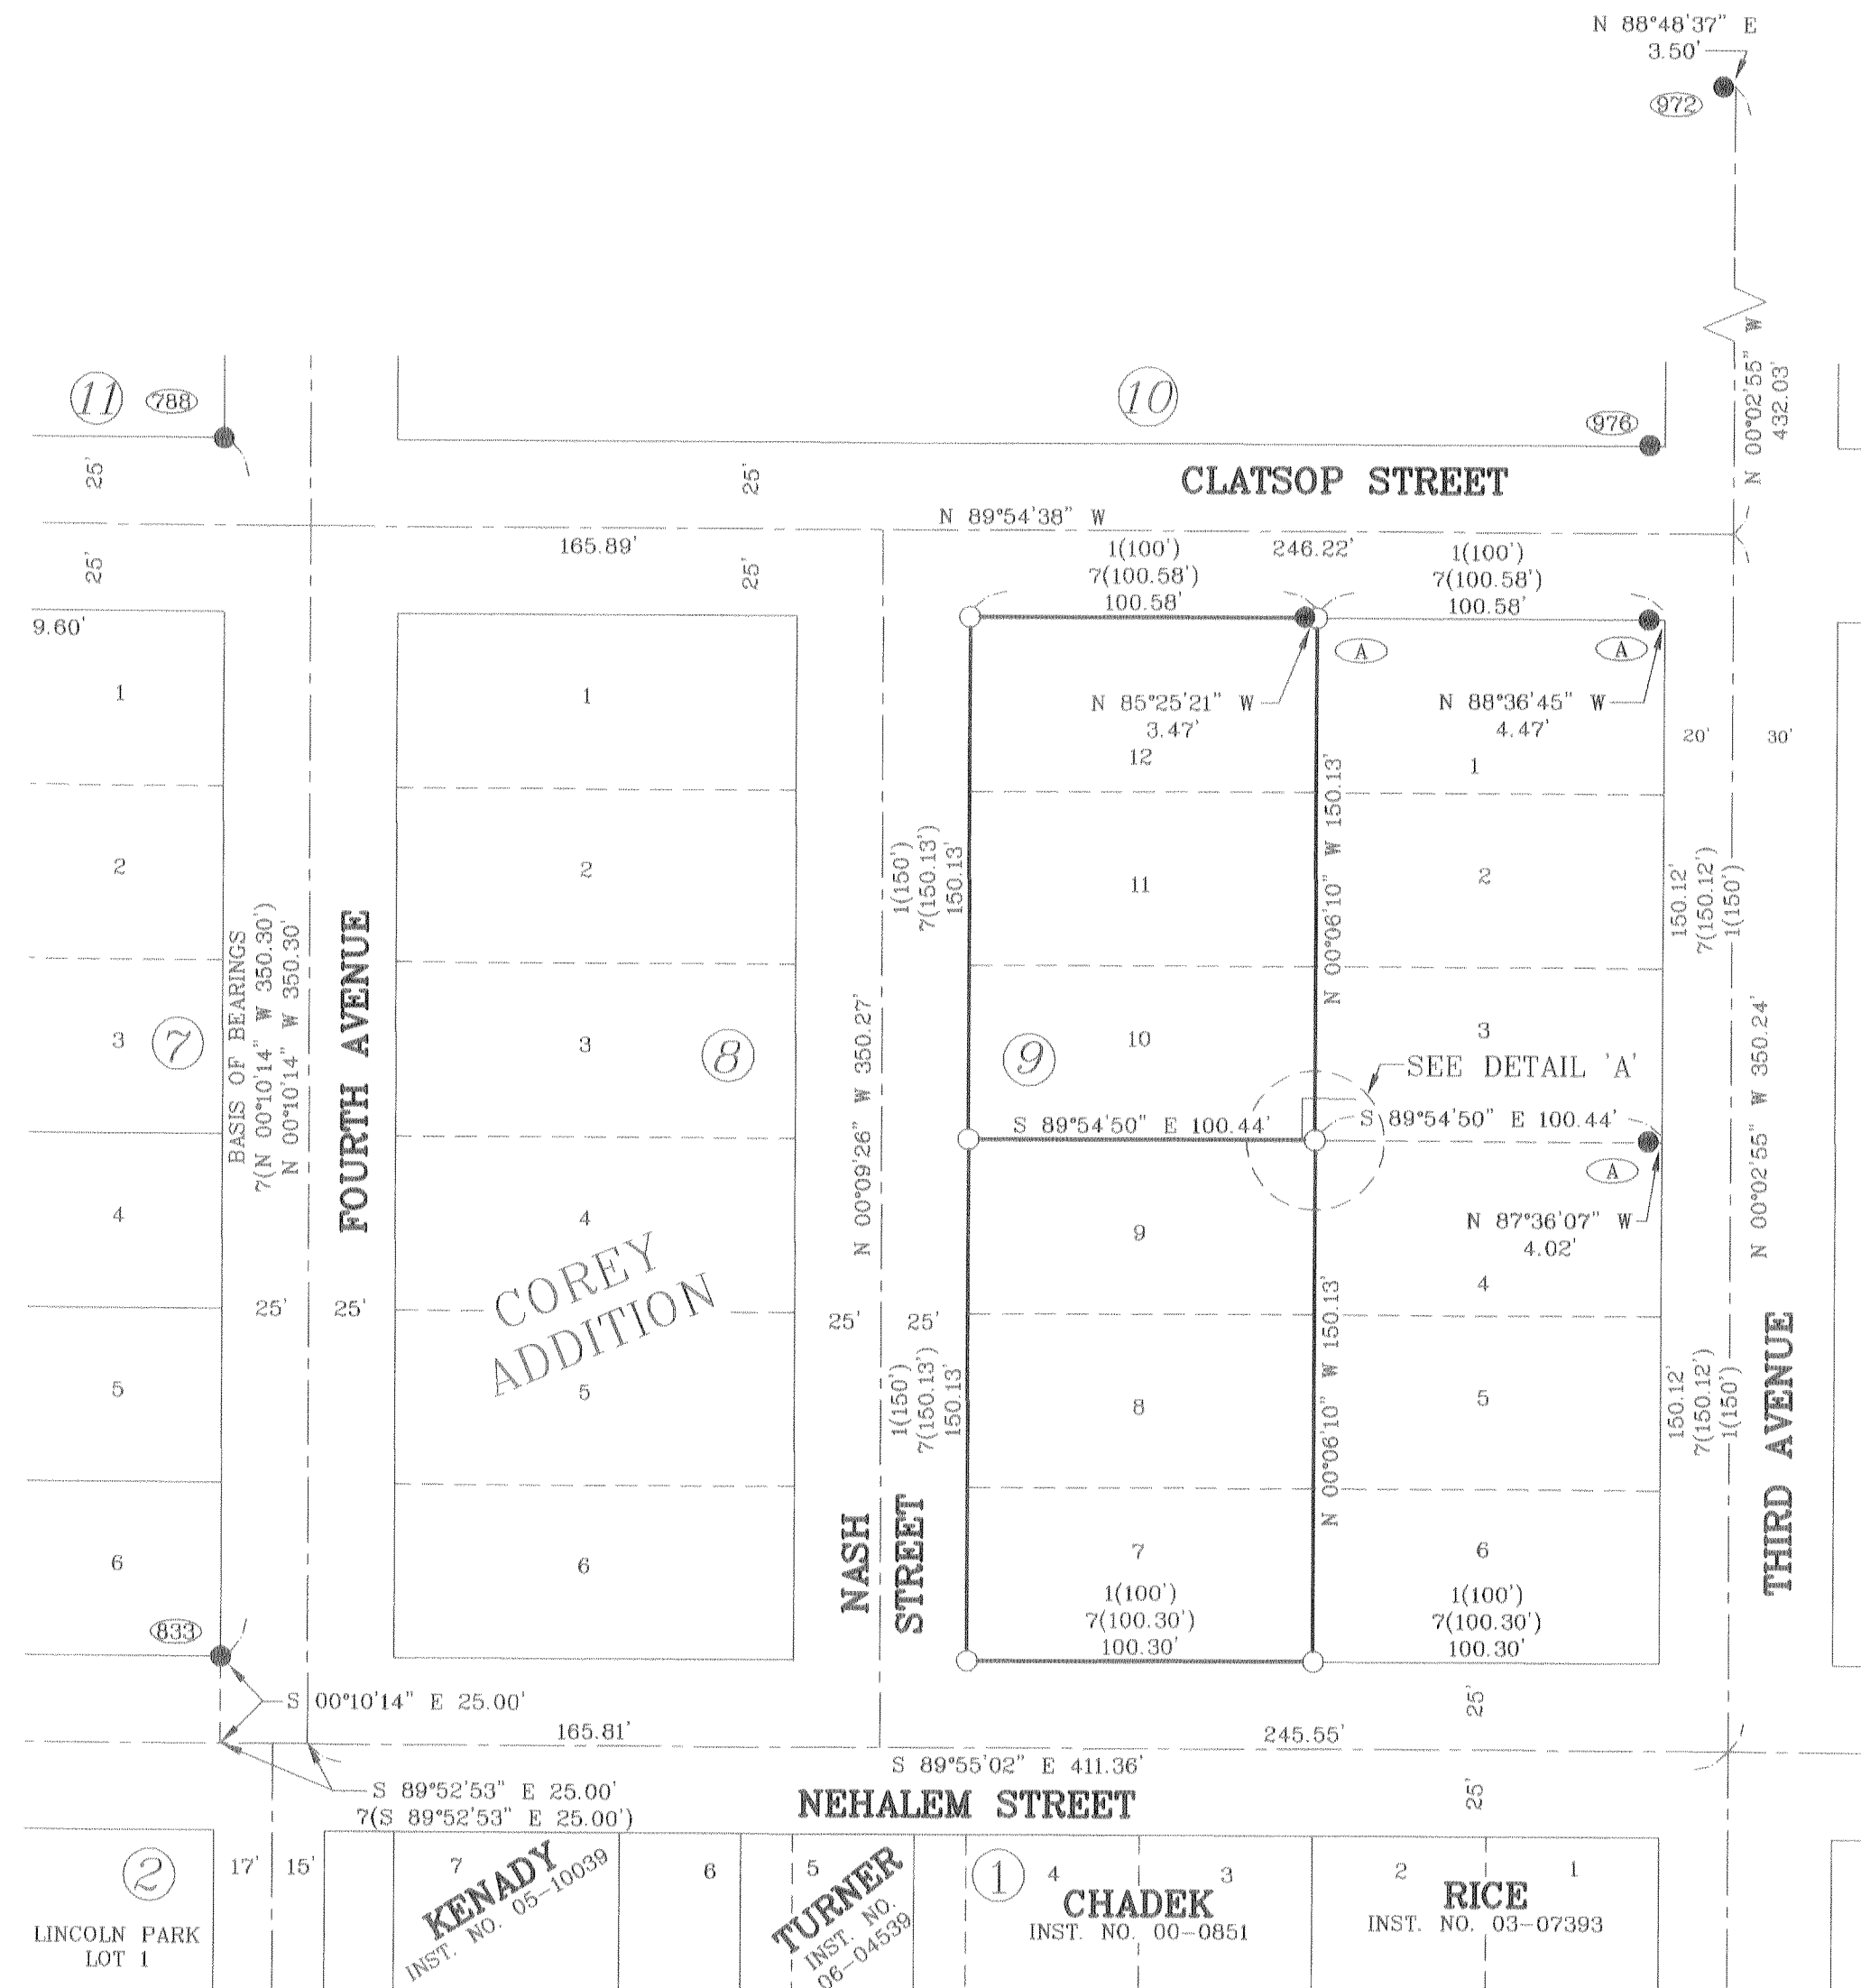 N 88°48'37" E
3.50'
972
N 00°02'55" W
432.03'
11
788
10
976
25'
25'
CLATSOP STREET
N 89°54'38" W
165.89'
246.22'
25'
25'
1(100')
7(100.58')
100.58'
1(100')
7(100.58')
100.58'
9.60'
A
A
N 85°25'21" W
3.47'
N 88°36'45" W
4.47'
20'
30'
1
1
12
1
2
2
11
2
3
3
10
3
4
4
9
4
5
5
8
5
6
6
7
6
7
8
9
BASIS OF BEARINGS
7(N 00°10'14" W 350.30')
N 00°10'14" W 350.30'
FOURTH AVENUE
1(150')
7(150.13')
150.13'
N 00°09'26" W 350.27'
N 00°06'10" W 150.13'
150.12'
7(150.12')
1(150')
SEE DETAIL 'A'
S 89°54'50" E 100.44'
S 89°54'50" E 100.44'
A
N 87°36'07" W
4.02'
N 00°02'55" W 350.24'
COREY
ADDITION
25'
25'
25'
25'
1(150')
7(150.13')
150.13'
N 00°06'10" W 150.13'
150.12'
7(150.12')
1(150')
THIRD AVENUE
NASH
STREET
1(100')
7(100.30')
100.30'
1(100')
7(100.30')
100.30'
833
S 00°10'14" E 25.00'
165.81'
245.55'
25'
S 89°55'02" E 411.36'
S 89°52'53" E 25.00'
7(S 89°52'53" E 25.00')
NEHALEM STREET
25'
2
17'
15'
LINCOLN PARK
LOT 1
7
KENADY
INST. NO. 05-10039
6
5
TURNER
INST. NO.
06-04539
1
4
3
CHADEK
INST. NO. 00-0851
2
1
RICE
INST. NO. 03-07393